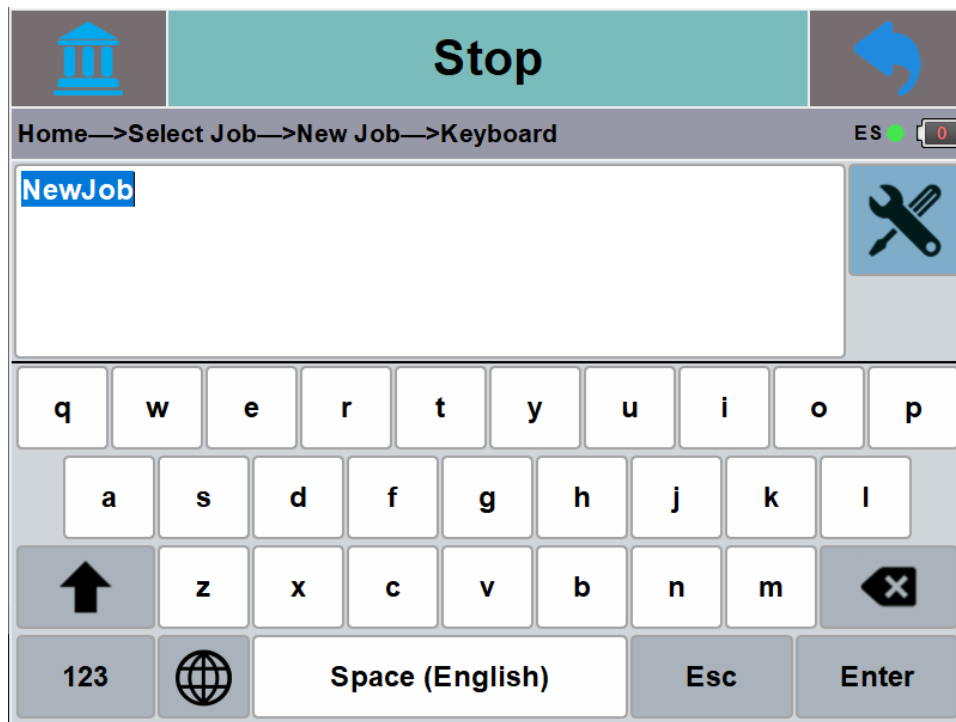 Stop
Home—>Select Job—>New Job—>Keyboard ES 0
NewJob
q w e r t y u i o p
a s d f g h j k l
z x c v b n m
123 Space (English) Esc Enter